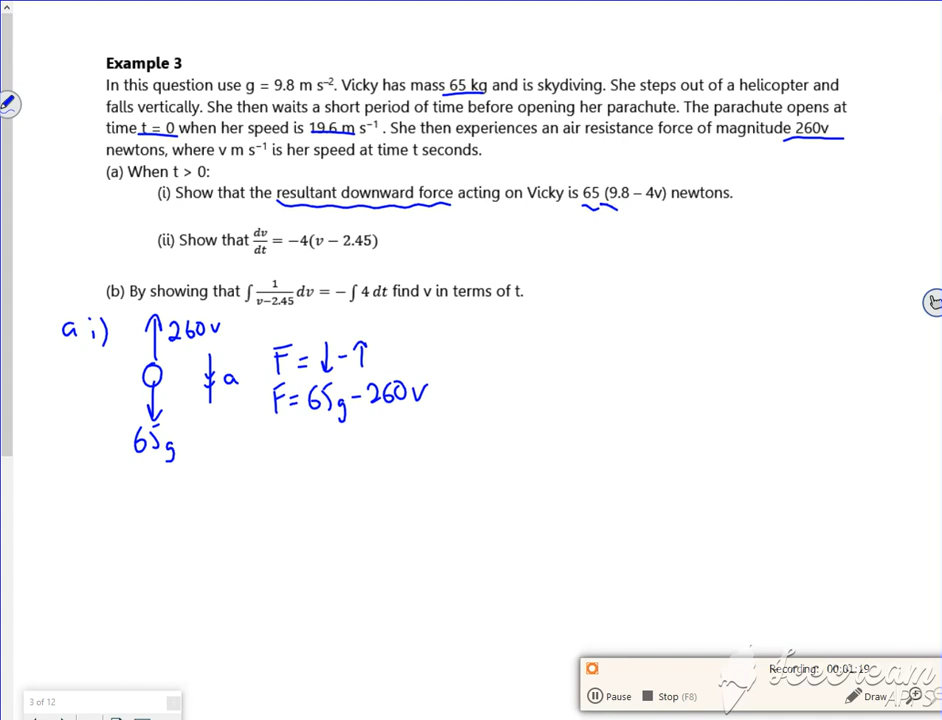 Example 3
In this question use g = 9.8 m s⁻². Vicky has mass 65 kg and is skydiving. She steps out of a helicopter and
falls vertically. She then waits a short period of time before opening her parachute. The parachute opens at
time t = 0 when her speed is 19.6 m s⁻¹ . She then experiences an air resistance force of magnitude 260v
newtons, where v m s⁻¹ is her speed at time t seconds.
(a) When t > 0:
(i) Show that the resultant downward force acting on Vicky is 65 (9.8 – 4v) newtons.
(ii) Show that dv/dt = −4(v − 2.45)
(b) By showing that ∫ 1/(v−2.45) dv = − ∫ 4 dt find v in terms of t.
a i) ↑ 260v
F = ↓ - ↑
a
F = 65g - 260v
65g
Recording: 00:01:19
Icecream
APPS
Pause Stop (F8) Draw
3 of 12